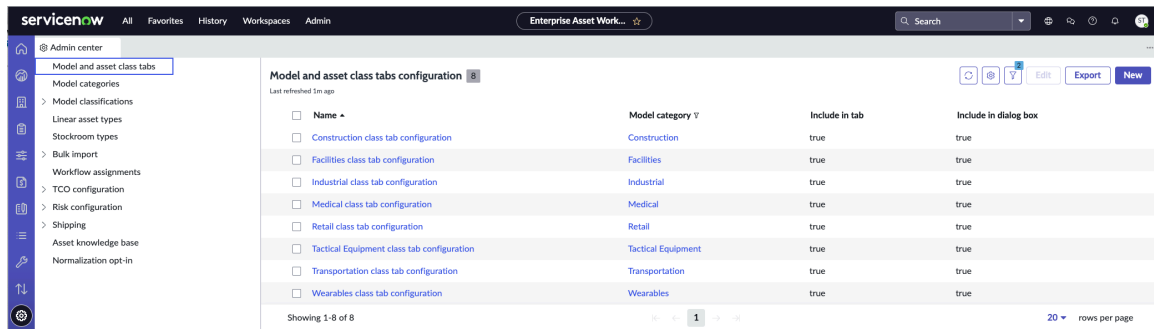 servicenow All Favorites History Workspaces Admin Enterprise Asset Work... Search ST
Admin center
Model and asset class tabs
Model categories
Model classifications
Linear asset types
Stockroom types
Bulk import
Workflow assignments
TCO configuration
Risk configuration
Shipping
Asset knowledge base
Normalization opt-in
Model and asset class tabs configuration 8
Last refreshed 1m ago
2
Edit Export New
Name Model category Include in tab Include in dialog box
Construction class tab configuration Construction true true
Facilities class tab configuration Facilities true true
Industrial class tab configuration Industrial true true
Medical class tab configuration Medical true true
Retail class tab configuration Retail true true
Tactical Equipment class tab configuration Tactical Equipment true true
Transportation class tab configuration Transportation true true
Wearables class tab configuration Wearables true true
Showing 1-8 of 8 1 20 rows per page